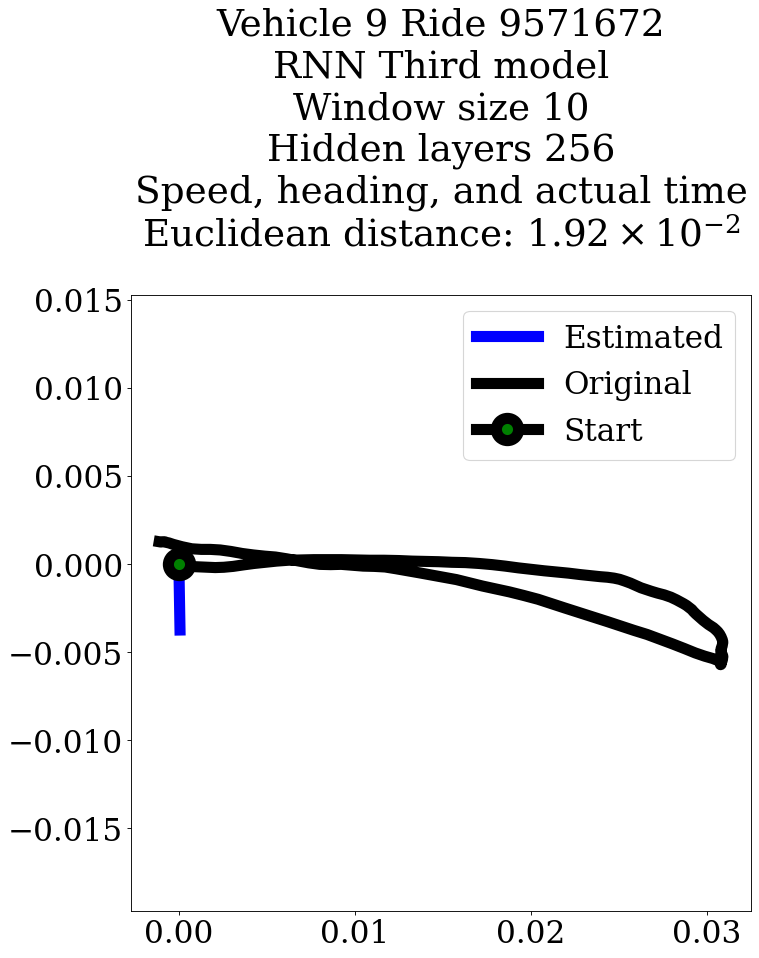 Vehicle 9 Ride 9571672
RNN Third model
Window size 10
Hidden layers 256
Speed, heading, and actual time
Euclidean distance: 1.92 × 10⁻²
0.015
0.010
0.005
0.000
−0.005
−0.010
−0.015
Estimated
Original
Start
0.00 0.01 0.02 0.03